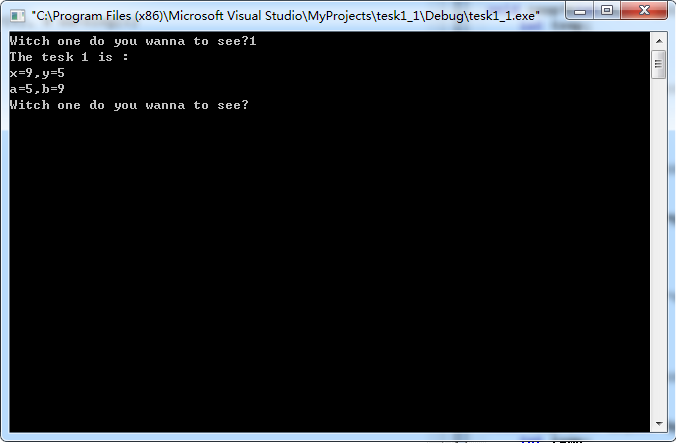 "C:\Program Files (x86)\Microsoft Visual Studio\MyProjects\tesk1_1\Debug\tesk1_1.exe"
Witch one do you wanna to see?1
The tesk 1 is :
x=9,y=5
a=5,b=9
Witch one do you wanna to see?